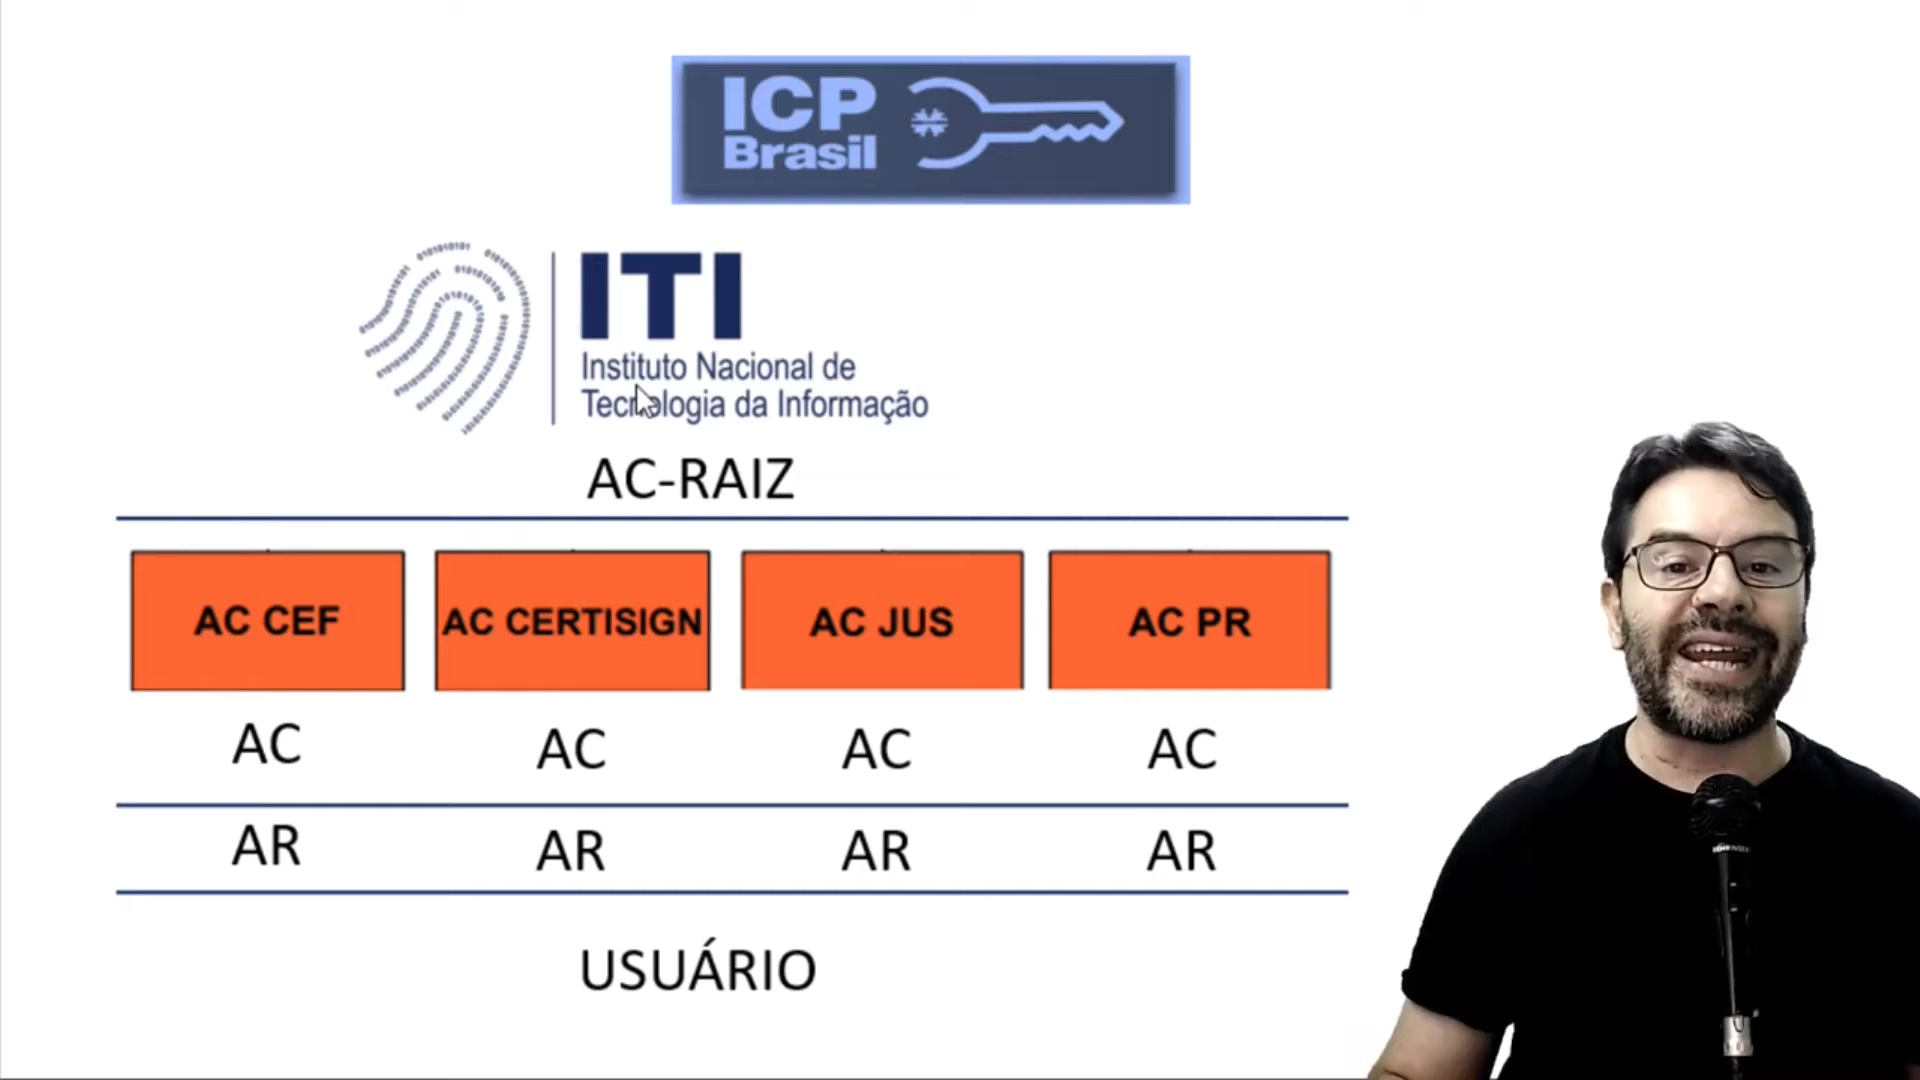 ICP
Brasil
ITI
Instituto Nacional de
Tecnologia da Informação
AC-RAIZ
AC CEF AC CERTISIGN AC JUS AC PR
AC AC AC AC
AR AR AR AR
USUÁRIO